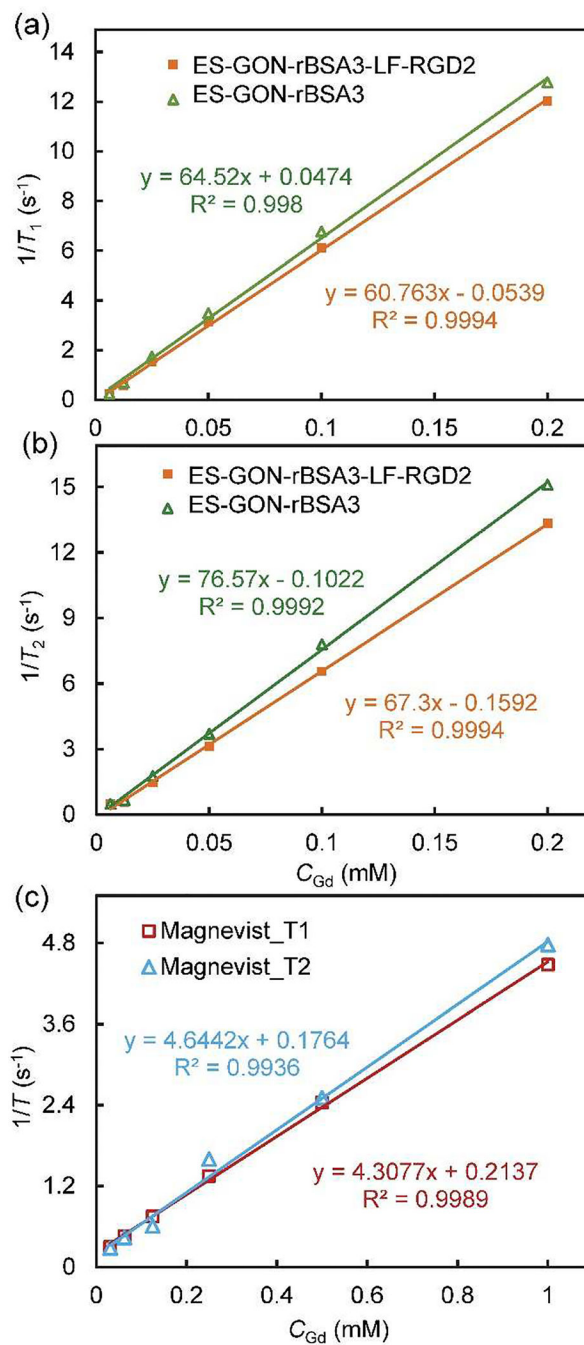 (a)
14
12
10
8
6
4
2
0
1/T₁ (s⁻¹)
ES-GON-rBSA3-LF-RGD2
ES-GON-rBSA3
y = 64.52x + 0.0474
R² = 0.998
y = 60.763x - 0.0539
R² = 0.9994
0 0.05 0.1 0.15 0.2
(b)
15
12
9
6
3
0
1/T₂ (s⁻¹)
ES-GON-rBSA3-LF-RGD2
ES-GON-rBSA3
y = 76.57x - 0.1022
R² = 0.9992
y = 67.3x - 0.1592
R² = 0.9994
0 0.05 0.1 0.15 0.2
C_Gd (mM)
(c)
4.8
3.6
2.4
1.2
0
1/T (s⁻¹)
Magnevist_T1
Magnevist_T2
y = 4.6442x + 0.1764
R² = 0.9936
y = 4.3077x + 0.2137
R² = 0.9989
0 0.2 0.4 0.6 0.8 1
C_Gd (mM)